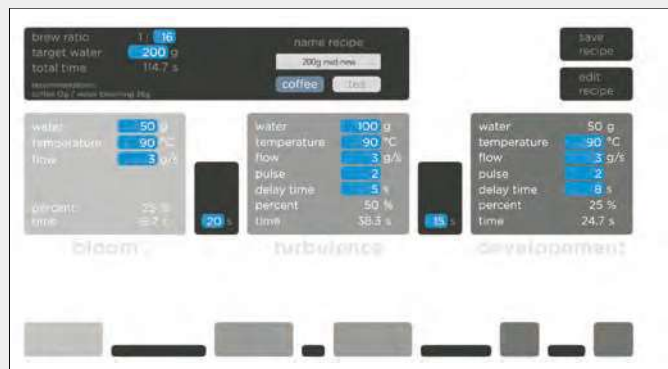 brew ratio 1 : 16
target water 200 g
total time 114.7 s
name recipe
200g mid new
coffee tea
save
recipe
edit
recipe
water 50 g
temperature 90 °C
flow 3 g/s
percent 25 %
time
bloom
20 s
water 100 g
temperature 90 °C
flow 3 g/s
pulse 2
delay time 5 s
percent 50 %
time 38.3 s
turbulence
15 s
water 50 g
temperature 90 °C
flow 3 g/s
pulse 2
delay time 8 s
percent 25 %
time 24.7 s
developpement